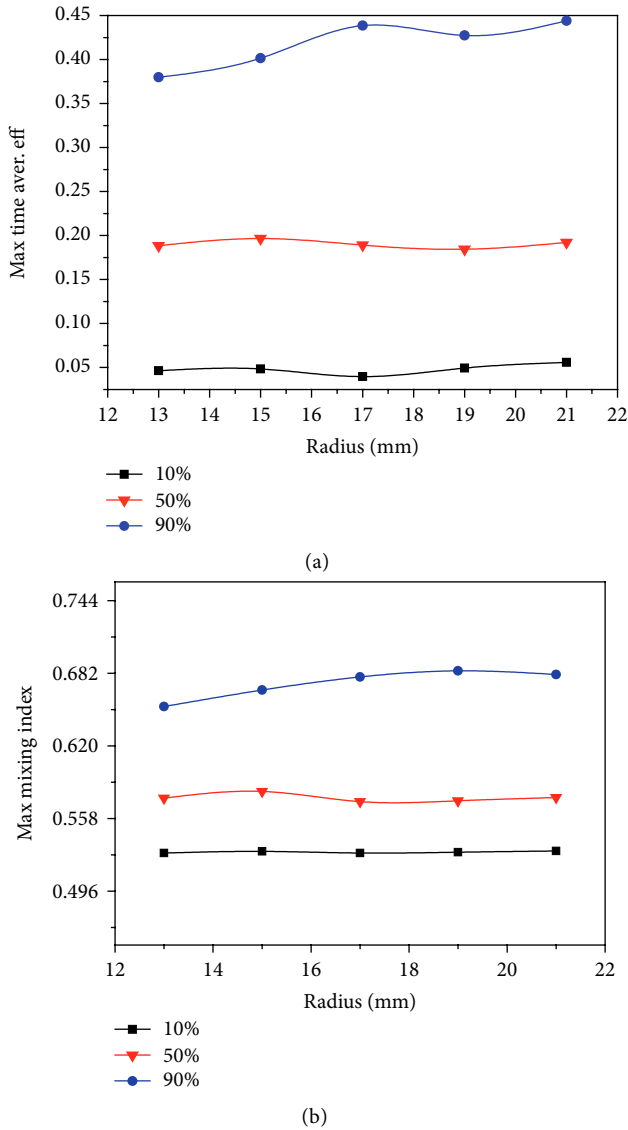 Max time aver. eff
0.45
0.40
0.35
0.30
0.25
0.20
0.15
0.10
0.05
12 13 14 15 16 17 18 19 20 21 22
Radius (mm)
10%
50%
90%
(a)
Max mixing index
0.744
0.682
0.620
0.558
0.496
12 14 16 18 20 22
Radius (mm)
10%
50%
90%
(b)